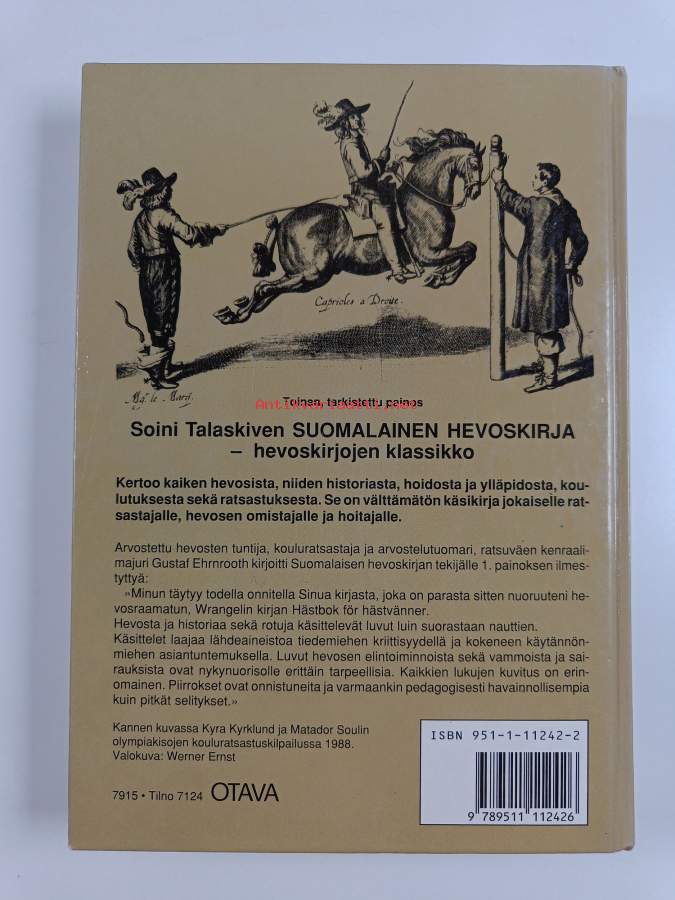 Caprioles a Droite.
Mr. le Marq.
Toinen, tarkistettu painos
Antikvariaatti.net
Soini Talaskiven SUOMALAINEN HEVOSKIRJA
– hevoskirjojen klassikko
Kertoo kaiken hevosista, niiden historiasta, hoidosta ja ylläpidosta, kou-
lutuksesta sekä ratsastuksesta. Se on välttämätön käsikirja jokaiselle rat-
sastajalle, hevosen omistajalle ja hoitajalle.
Arvostettu hevosten tuntija, kouluratsastaja ja arvostelutuomari, ratsuväen kenraali-
majuri Gustaf Ehrnrooth kirjoitti Suomalaisen hevoskirjan tekijälle 1. painoksen ilmes-
tyttyä:
»Minun täytyy todella onnitella Sinua kirjasta, joka on parasta sitten nuoruuteni he-
vosraamatun, Wrangelin kirjan Hästbok för hästvänner.
Hevosta ja historiaa sekä rotuja käsittelevät luvut luin suorastaan nauttien.
Käsittelet laajaa lähdeaineistoa tiedemiehen kriittisyydellä ja kokeneen käytännön-
miehen asiantuntemuksella. Luvut hevosen elintoiminnoista sekä vammoista ja sai-
rauksista ovat nykynuorisolle erittäin tarpeellisia. Kaikkien lukujen kuvitus on erin-
omainen. Piirrokset ovat onnistuneita ja varmaankin pedagogisesti havainnollisempia
kuin pitkät selitykset.»
Kannen kuvassa Kyra Kyrklund ja Matador Soulin
olympiakisojen kouluratsastuskilpailussa 1988.
Valokuva: Werner Ernst
7915 • Tilno 7124 OTAVA
ISBN 951-1-11242-2
9 789511 112426